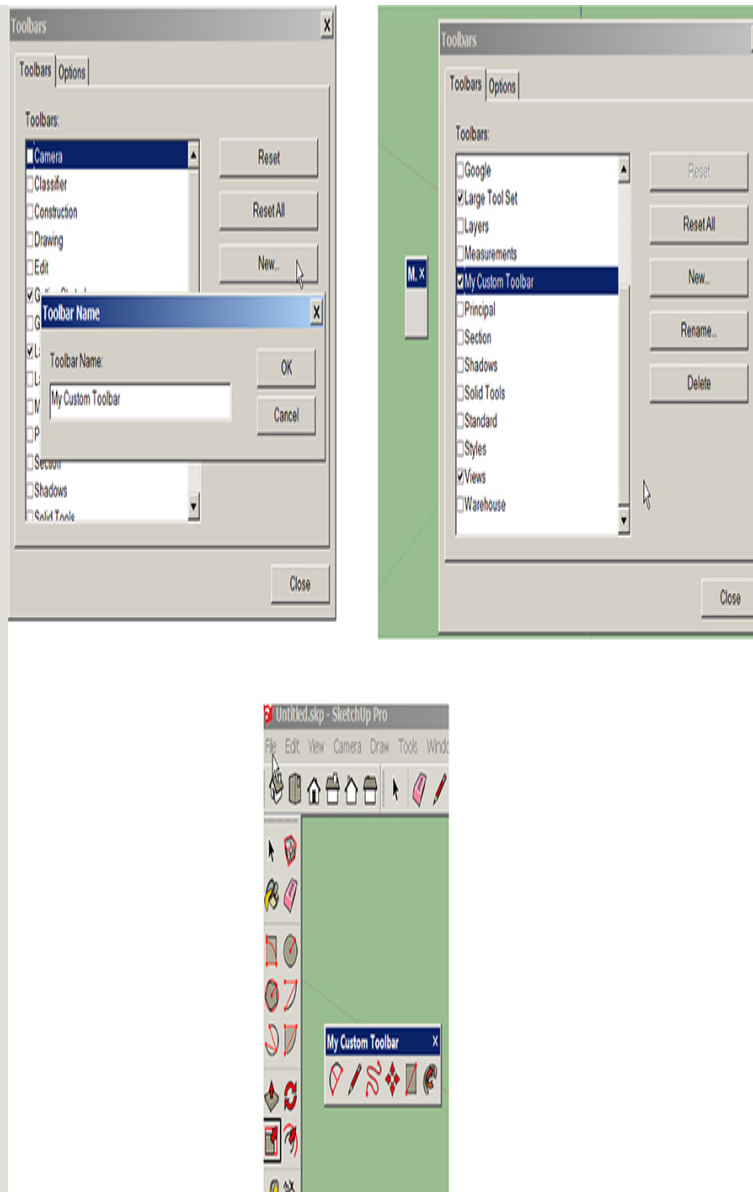 Toolbars
Toolbars Options
Toolbars:
Camera
Classifier
Construction
Drawing
Edit
Reset
Reset All
New...
Toolbar Name
Toolbar Name:
My Custom Toolbar
OK
Cancel
Section
Shadows
Solid Tools
Close
Toolbars
Toolbars Options
Toolbars:
Google
Large Tool Set
Layers
Measurements
My Custom Toolbar
Principal
Section
Shadows
Solid Tools
Standard
Styles
Views
Warehouse
Reset
Reset All
New...
Rename...
Delete
Close
M.
Untitled.skp - SketchUp Pro
File Edit View Camera Draw Tools
My Custom Toolbar